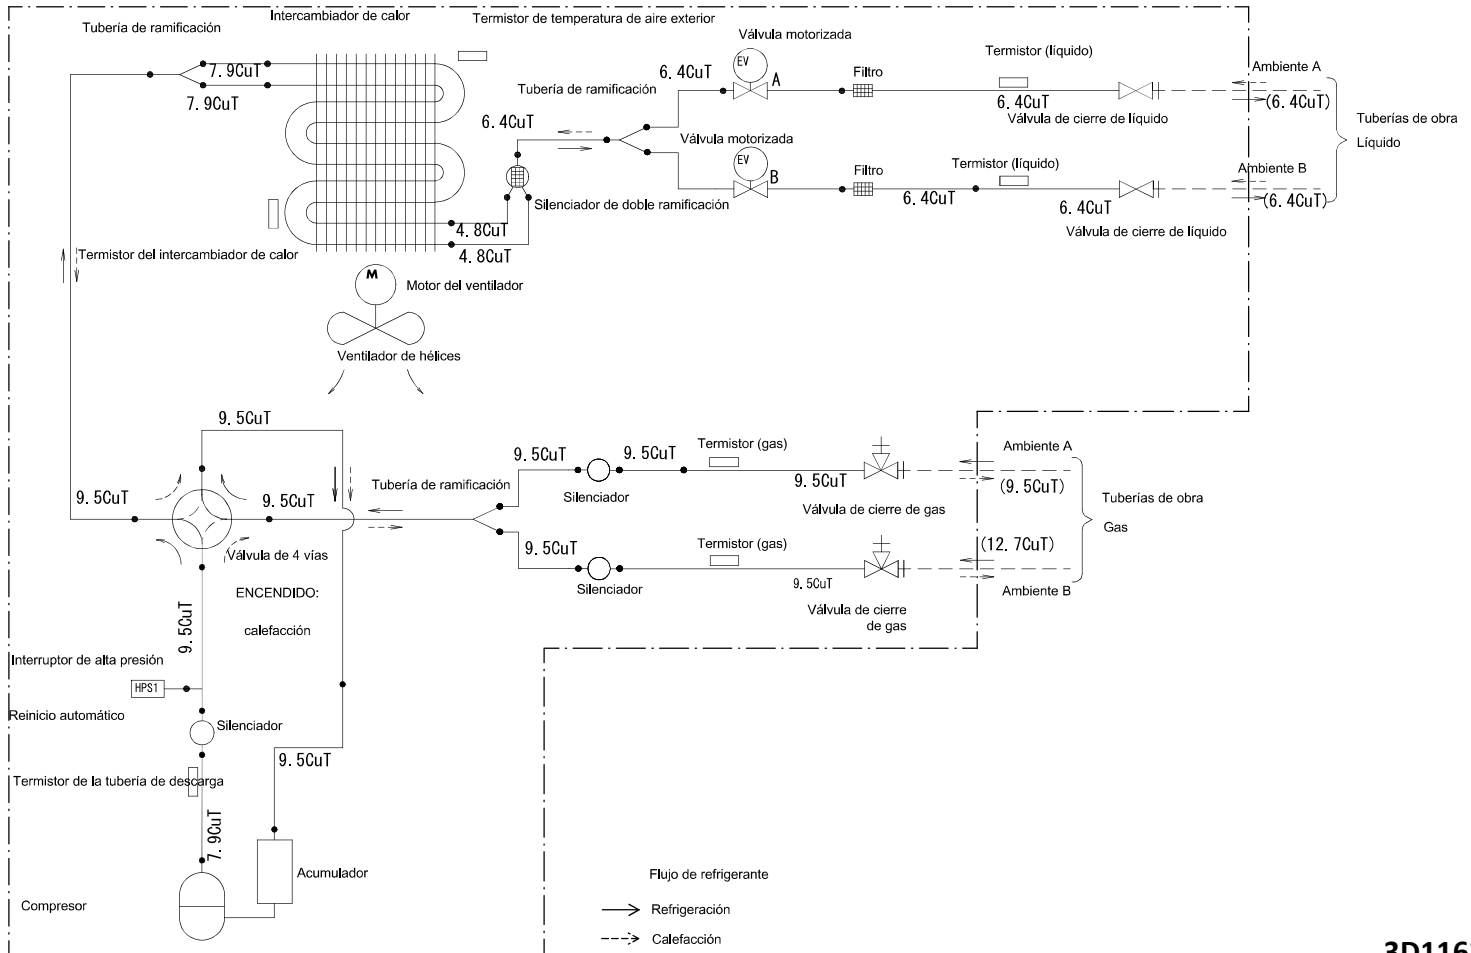 Intercambiador de calor
Termistor de temperatura de aire exterior
Tubería de ramificación
Válvula motorizada
7.9CuT
7.9CuT
EV
A
6.4CuT
Filtro
Termistor (líquido)
6.4CuT
Válvula de cierre de líquido
Ambiente A
(6.4CuT)
Tuberías de obra
Líquido
Tubería de ramificación
6.4CuT
Válvula motorizada
EV
B
Filtro
Termistor (líquido)
6.4CuT
6.4CuT
Ambiente B
(6.4CuT)
Válvula de cierre de líquido
Silenciador de doble ramificación
4.8CuT
4.8CuT
Termistor del intercambiador de calor
M
Motor del ventilador
Ventilador de hélices
9.5CuT
9.5CuT
9.5CuT
Tubería de ramificación
9.5CuT
9.5CuT
Silenciador
Termistor (gas)
9.5CuT
Válvula de cierre de gas
Ambiente A
(9.5CuT)
Tuberías de obra
Gas
9.5CuT
Silenciador
Termistor (gas)
9.5CuT
Válvula de cierre
de gas
(12.7CuT)
Ambiente B
Válvula de 4 vías
ENCENDIDO:
calefacción
9.5CuT
Interruptor de alta presión
HPS1
Reinicio automático
Silenciador
9.5CuT
Termistor de la tubería de descarga
7.9CuT
Acumulador
Compresor
Flujo de refrigerante
Refrigeración
Calefacción